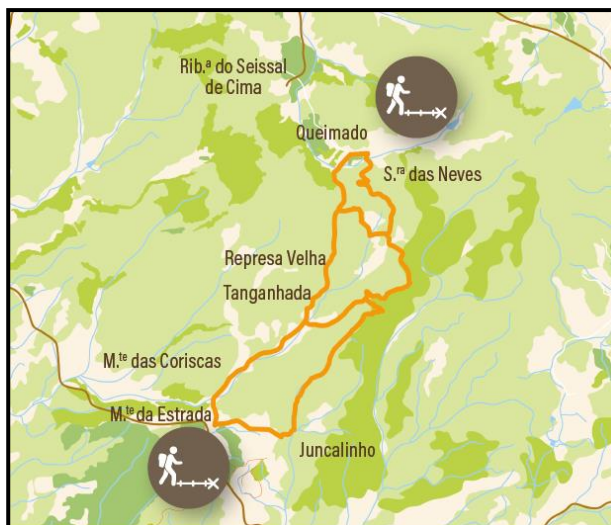 Rib.ª do Seissal
de Cima
Queimado
S.ʳᵃ das Neves
Represa Velha
Tanganhada
M.ᵗᵉ das Coriscas
M.ᵗᵉ da Estrada
Juncalinho